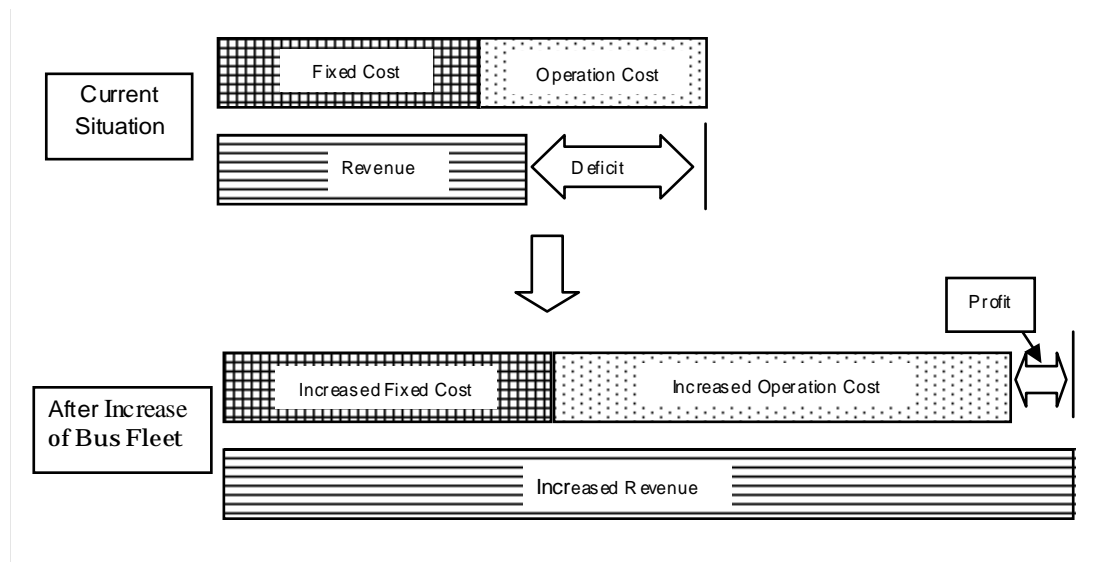 Fixed Cost
Operation Cost
Current
Situation
Revenue
Deficit
Profit
Increased Fixed Cost
Increased Operation Cost
After Increase
of Bus Fleet
Increased Revenue